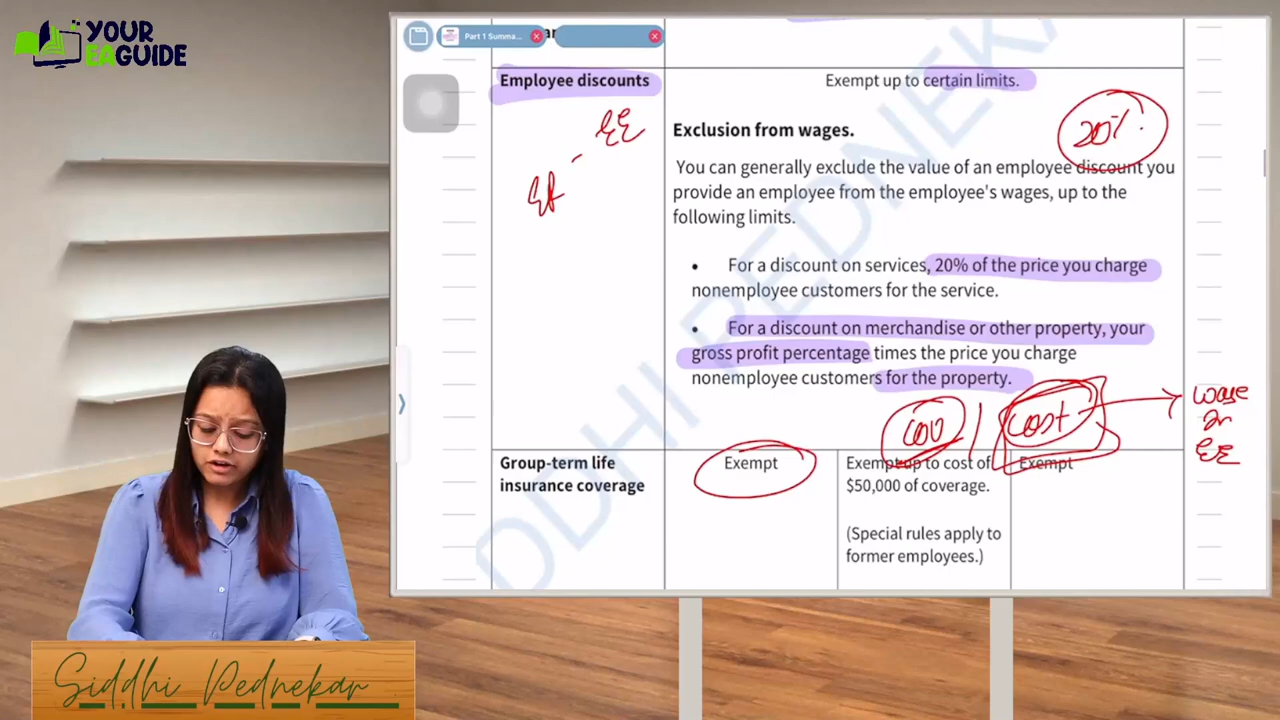 YOUR
EAGUIDE
Part 1 Summa...
Employee discounts
Exempt up to certain limits.
20%
EE
ER
Exclusion from wages.
You can generally exclude the value of an employee discount you
provide an employee from the employee's wages, up to the
following limits.
• For a discount on services, 20% of the price you charge
nonemployee customers for the service.
• For a discount on merchandise or other property, your
gross profit percentage times the price you charge
nonemployee customers for the property.
cov | cost
EE
Group-term life
insurance coverage
Exempt
Exempt up to cost of
$50,000 of coverage.
(Special rules apply to
former employees.)
Exempt
DDHI PEDNEKA
Siddhi Pednekar